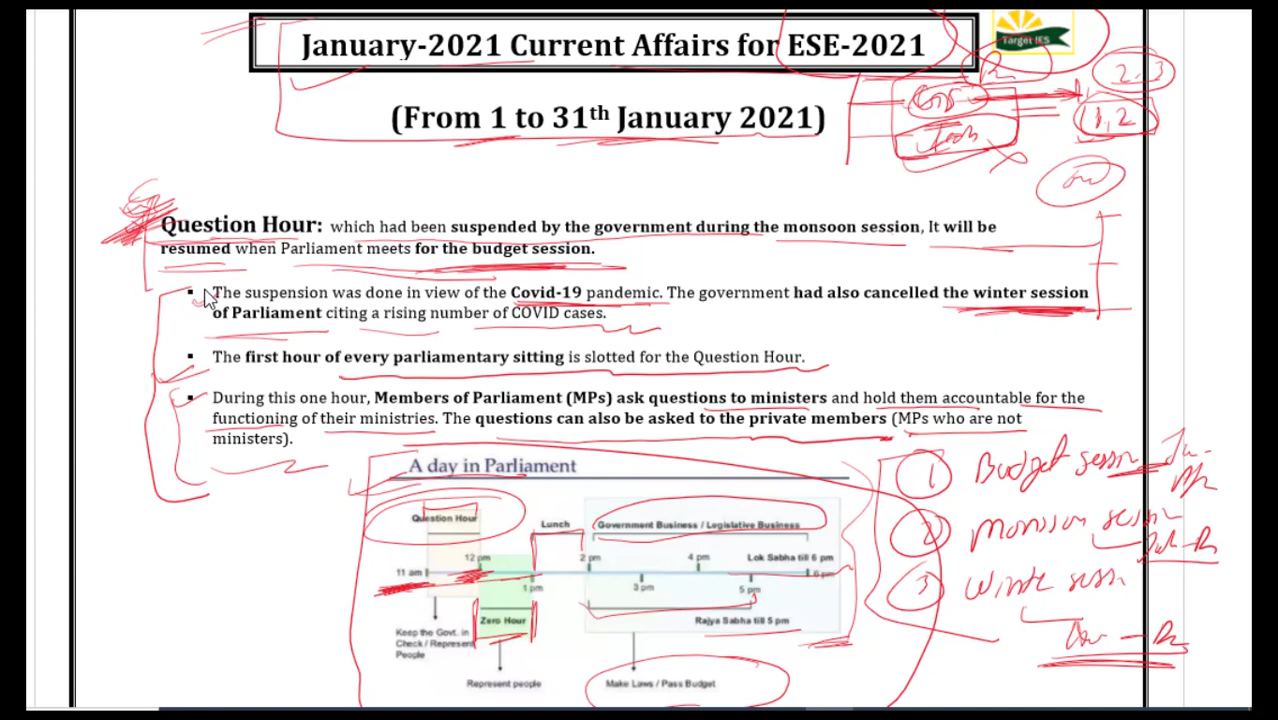 January-2021 Current Affairs for ESE-2021
Target IES
(From 1 to 31th January 2021)
2,3
1,2
Question Hour: which had been suspended by the government during the monsoon session, It will be
resumed when Parliament meets for the budget session.
▪ The suspension was done in view of the Covid-19 pandemic. The government had also cancelled the winter session
of Parliament citing a rising number of COVID cases.
▪ The first hour of every parliamentary sitting is slotted for the Question Hour.
▪ During this one hour, Members of Parliament (MPs) ask questions to ministers and hold them accountable for the
functioning of their ministries. The questions can also be asked to the private members (MPs who are not
ministers).
A day in Parliament
Question Hour
Lunch
Government Business / Legislative Business
12 pm
2 pm
4 pm
Lok Sabha till 6 pm
11 am
1 pm
3 pm
5 pm
6 pm
Zero Hour
Rajya Sabha till 5 pm
Keep the Govt. in
Check / Represent
People
Represent people
Make Laws / Pass Budget
1 Budget session
2 Monsoon session
3 Winte sessn